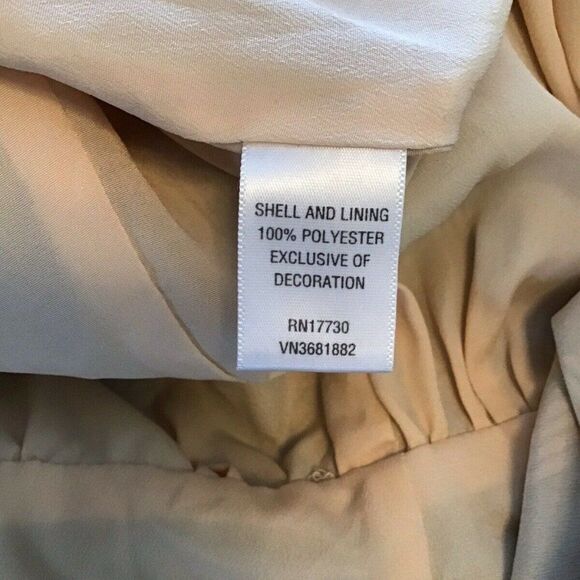 SHELL AND LINING
100% POLYESTER
EXCLUSIVE OF
DECORATION
RN17730
VN3681882